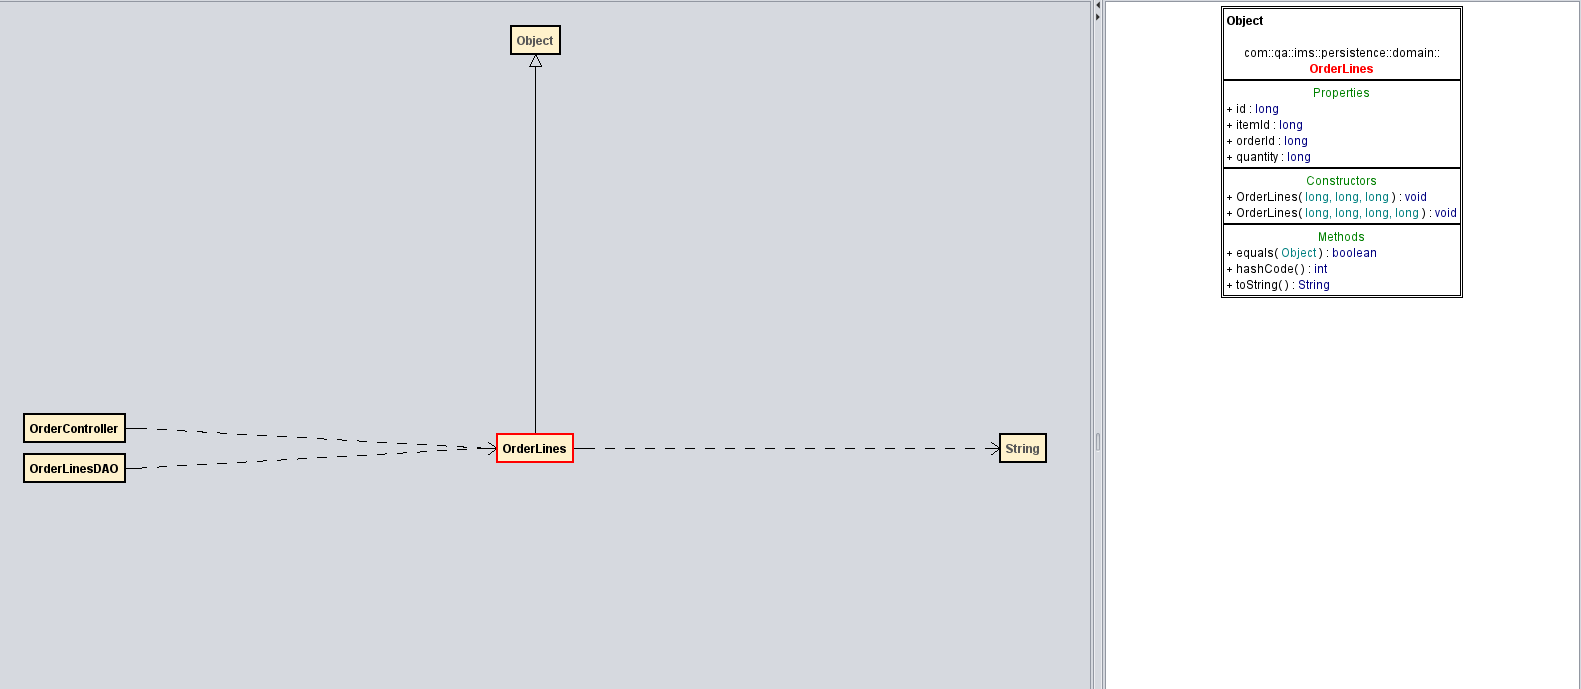 Object
OrderController
OrderLinesDAO
OrderLines
String
Object
com::qa::ims::persistence::domain::
OrderLines
Properties
+ id : long
+ itemId : long
+ orderId : long
+ quantity : long
Constructors
+ OrderLines( long, long, long ) : void
+ OrderLines( long, long, long, long ) : void
Methods
+ equals( Object ) : boolean
+ hashCode( ) : int
+ toString( ) : String